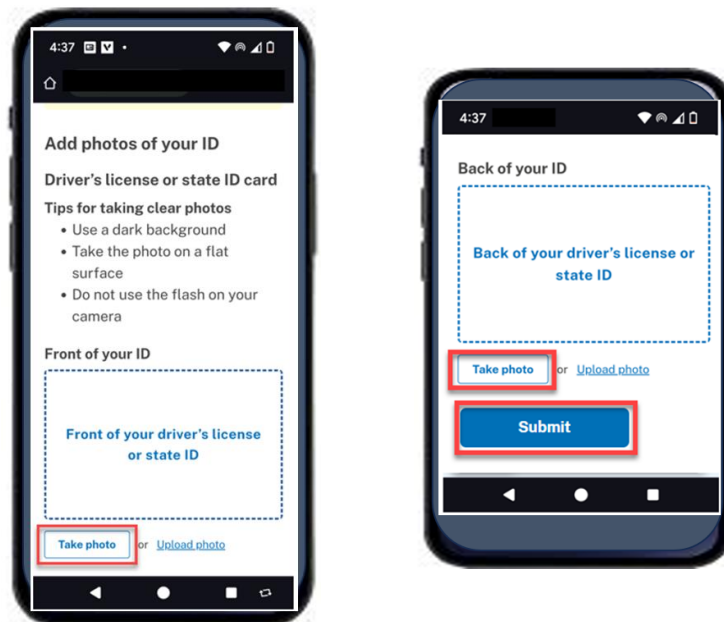 4:37
Add photos of your ID
Driver's license or state ID card
Tips for taking clear photos
• Use a dark background
• Take the photo on a flat
surface
• Do not use the flash on your
camera
Front of your ID
Front of your driver's license
or state ID
Take photo or Upload photo
4:37
Back of your ID
Back of your driver's license or
state ID
Take photo or Upload photo
Submit